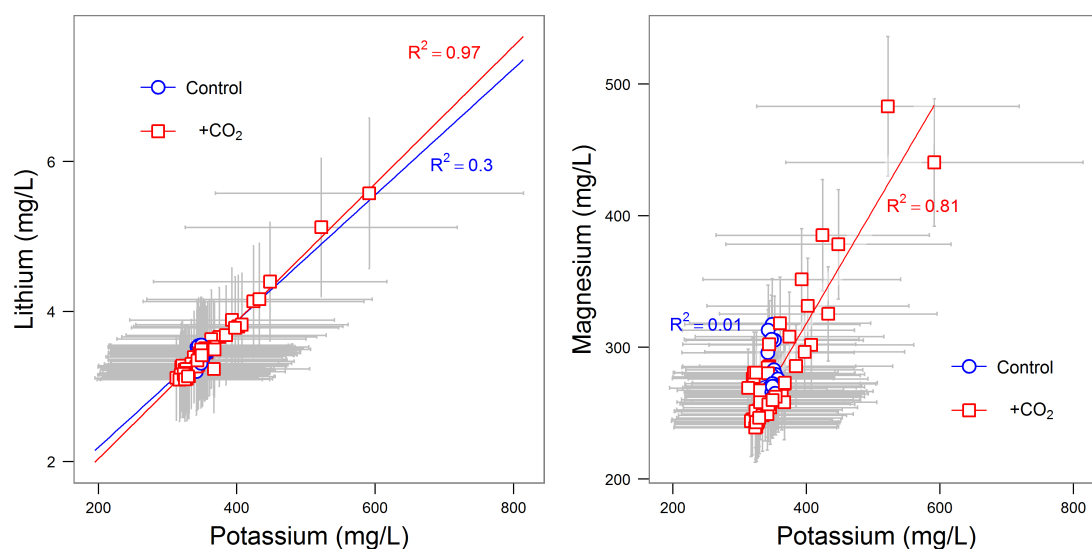 Lithium (mg/L)
6
4
2
R² = 0.97
Control
+CO₂
R² = 0.3
200 400 600 800
Potassium (mg/L)
Magnesium (mg/L)
500
400
300
200
R² = 0.81
R² = 0.01
Control
+CO₂
200 400 600 800
Potassium (mg/L)